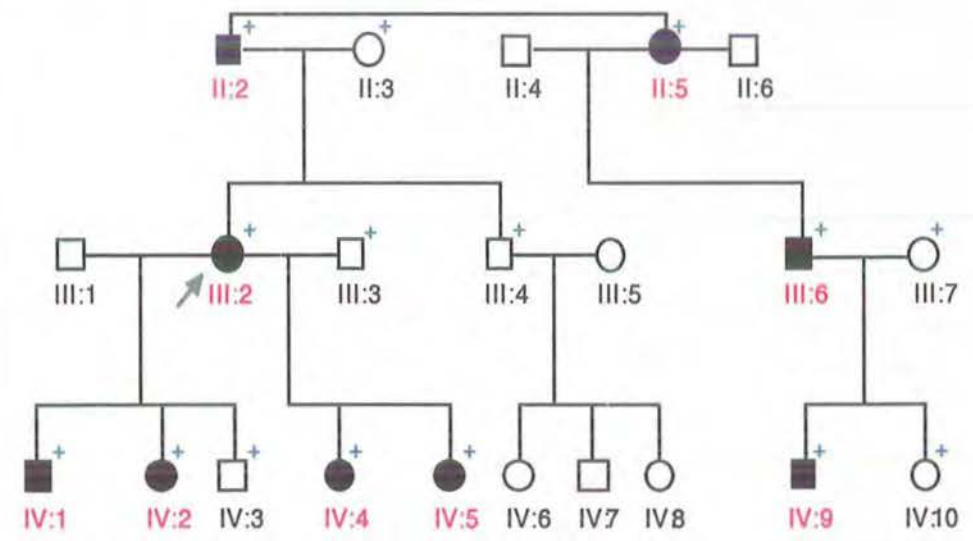 + + +
II:2 II:3 II:4 II:5 II:6
+ + + + +
III:1 III:2 III:3 III:4 III:5 III:6 III:7
+ + + + + + +
IV:1 IV:2 IV:3 IV:4 IV:5 IV:6 IV7 IV8 IV:9 IV:10